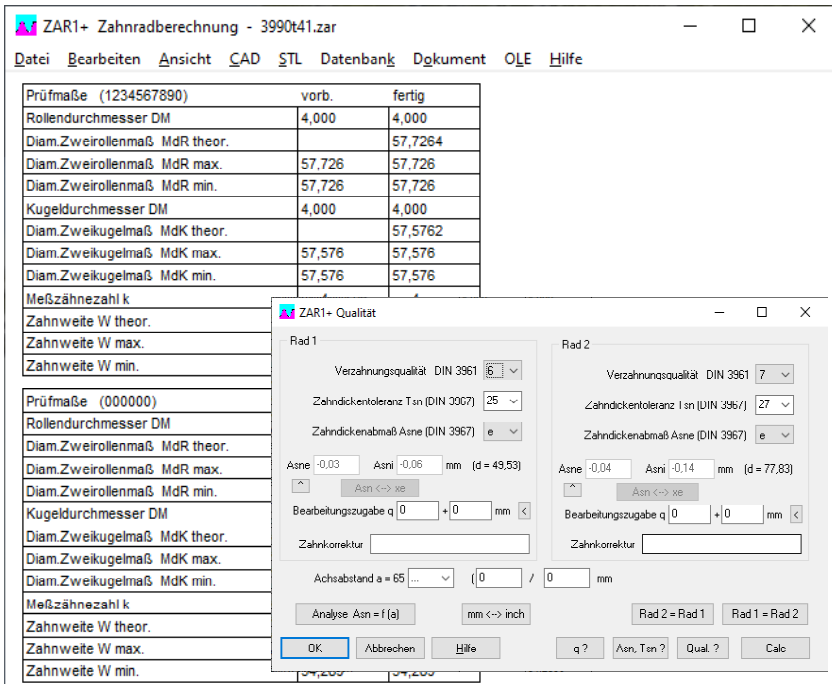 ZAR1+ Zahnradberechnung - 3990t41.zar
Datei Bearbeiten Ansicht CAD STL Datenbank Dokument OLE Hilfe
Prüfmaße (1234567890) vorb. fertig
Rollendurchmesser DM 4,000 4,000
Diam.Zweirollenmaß MdR theor. 57,7264
Diam.Zweirollenmaß MdR max. 57,726 57,726
Diam.Zweirollenmaß MdR min. 57,726 57,726
Kugeldurchmesser DM 4,000 4,000
Diam.Zweikugelmaß MdK theor. 57,5762
Diam.Zweikugelmaß MdK max. 57,576 57,576
Diam.Zweikugelmaß MdK min. 57,576 57,576
Meßzähnezahl k
Zahnweite W theor.
Zahnweite W max.
Zahnweite W min.
Prüfmaße (000000)
Rollendurchmesser DM
Diam.Zweirollenmaß MdR theor.
Diam.Zweirollenmaß MdR max.
Diam.Zweirollenmaß MdR min.
Kugeldurchmesser DM
Diam.Zweikugelmaß MdK theor.
Diam.Zweikugelmaß MdK max.
Diam.Zweikugelmaß MdK min.
Meßzähnezahl k
Zahnweite W theor.
Zahnweite W max.
Zahnweite W min.
ZAR1+ Qualität
Rad 1
Verzahnungsqualität DIN 3961 6
Zahndickentoleranz Tsn (DIN 3967) 25
Zahndickenabmaß Asne (DIN 3967) e
Asne -0,03 Asni -0,06 mm (d = 49,53)
^ Asn <--> xe
Bearbeitungszugabe q 0 + 0 mm <
Zahnkorrektur
Rad 2
Verzahnungsqualität DIN 3961 7
Zahndickentoleranz Tsn (DIN 3967) 27
Zahndickenabmaß Asne (DIN 3967) e
Asne -0,04 Asni -0,14 mm (d = 77,83)
^ Asn <--> xe
Bearbeitungszugabe q 0 + 0 mm <
Zahnkorrektur
Achsabstand a = 65 ... ( 0 / 0 mm
Analyse Asn = f (a) mm <--> inch Rad 2 = Rad 1 Rad 1 = Rad 2
OK Abbrechen Hilfe q ? Asn, Tsn ? Qual. ? Calc